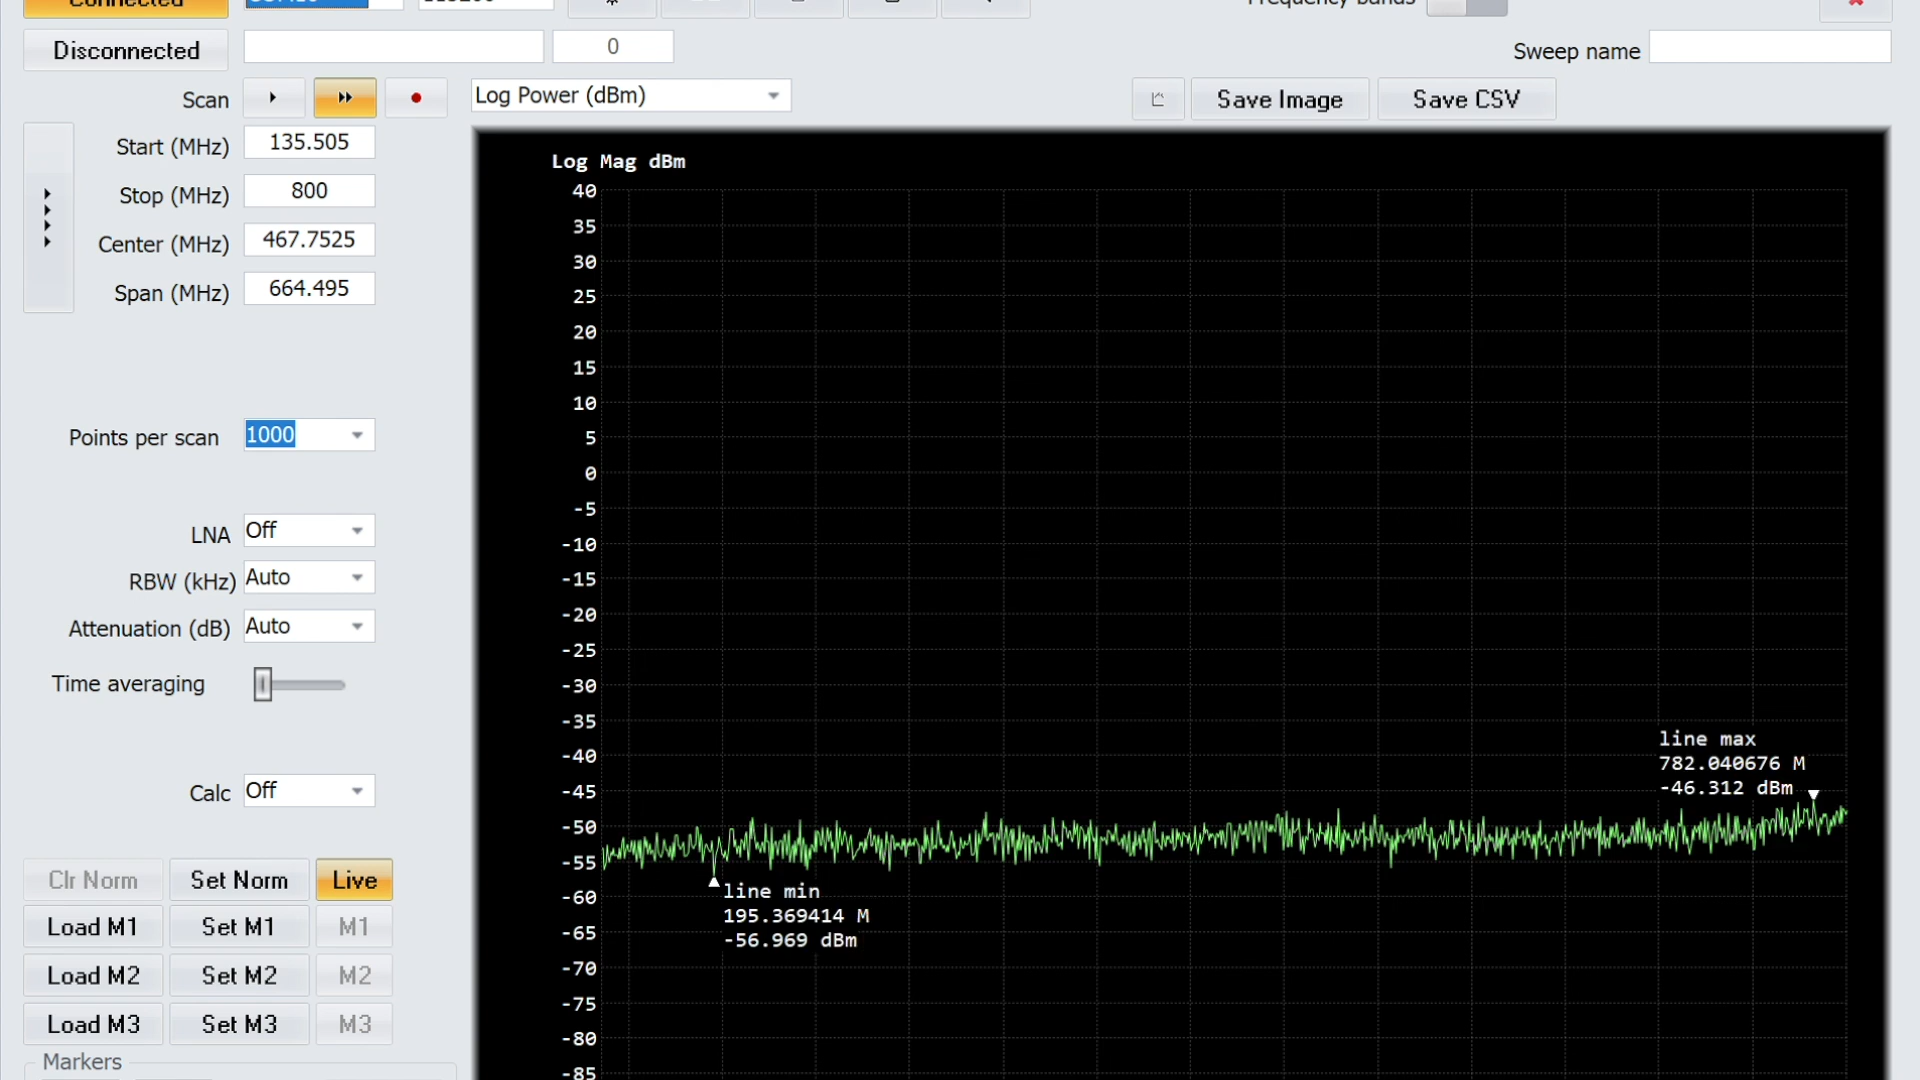 Connected
115200
Frequency bands
Disconnected
0
Sweep name
Scan
Log Power (dBm)
Save Image
Save CSV
Start (MHz)
135.505
Stop (MHz)
800
Center (MHz)
467.7525
Span (MHz)
664.495
Points per scan
1000
LNA
Off
RBW (kHz)
Auto
Attenuation (dB)
Auto
Time averaging
Calc
Off
Clr Norm
Set Norm
Live
Load M1
Set M1
M1
Load M2
Set M2
M2
Load M3
Set M3
M3
Markers
Log Mag dBm
40
35
30
25
20
15
10
5
0
-5
-10
-15
-20
-25
-30
-35
-40
-45
-50
-55
-60
-65
-70
-75
-80
-85
line max
782.040676 M
-46.312 dBm
line min
195.369414 M
-56.969 dBm